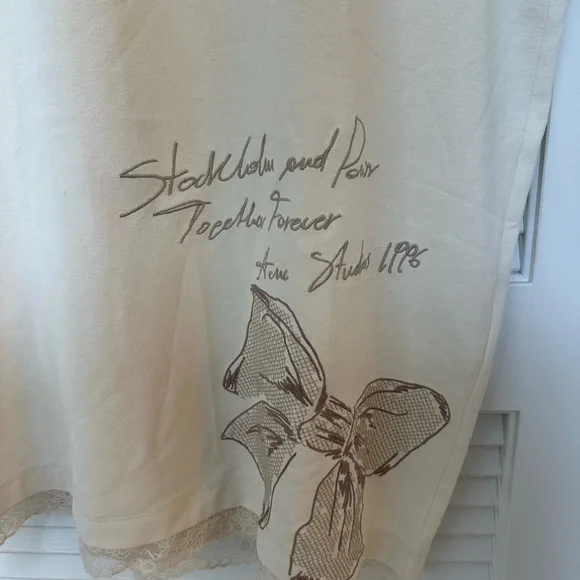 Stockholm and Paris
Together Forever
Acne Studios 1996